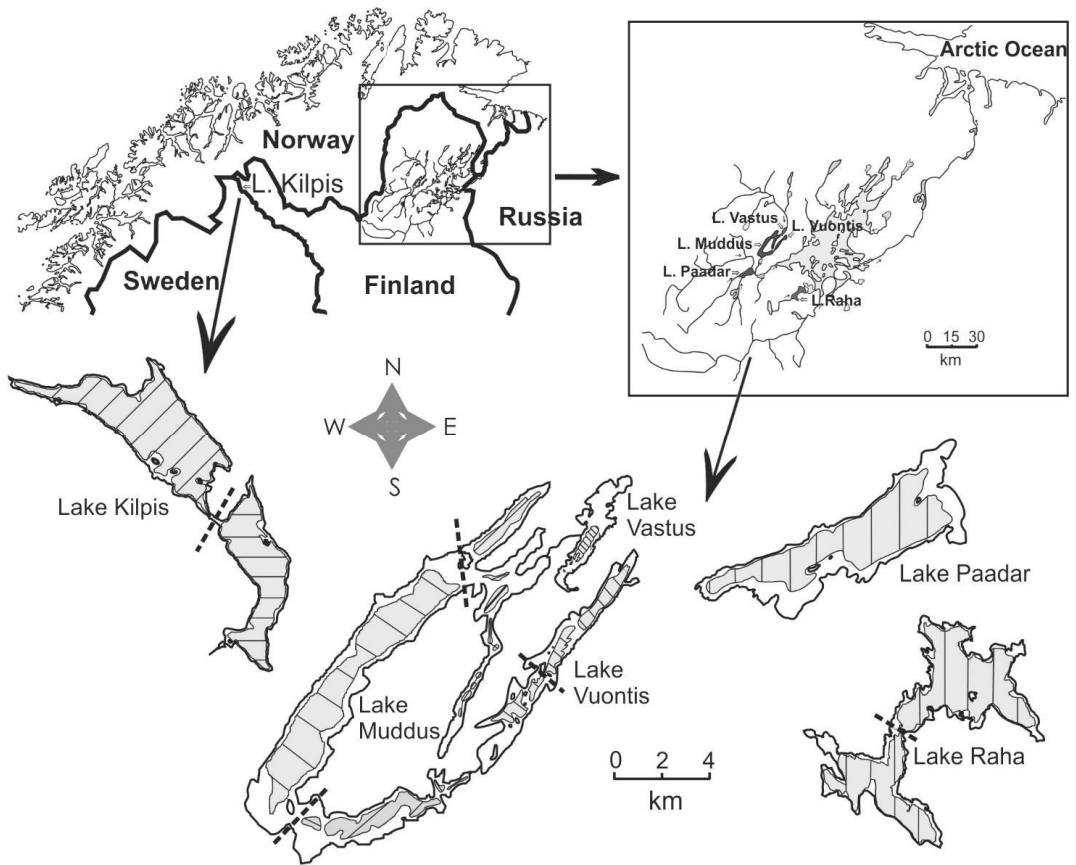 Norway
L. Kilpis
Russia
Sweden
Finland
Arctic Ocean
L. Vastus
L. Vuontis
L. Muddus
L. Paadar
L.Raha
0 15 30
km
N
W E
S
Lake Kilpis
Lake
Vastus
Lake Paadar
Lake
Vuontis
Lake
Muddus
Lake Raha
0 2 4
km